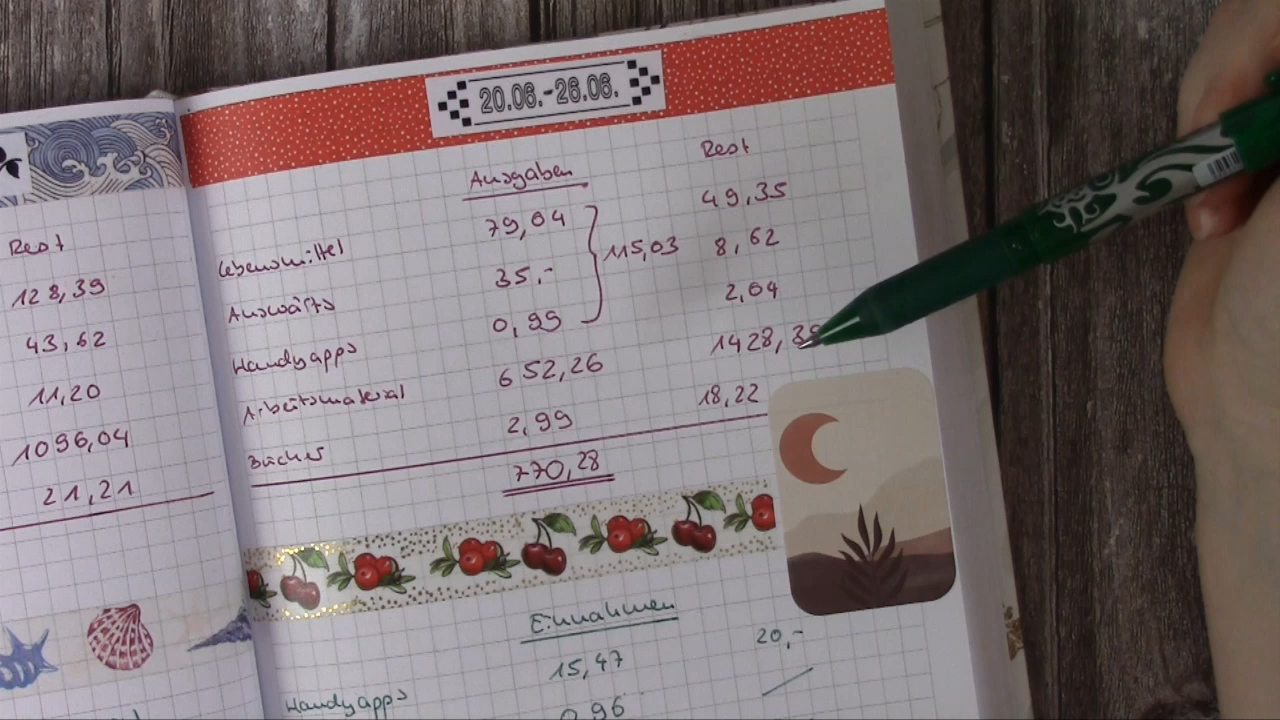 20.06.-26.06.
Rest
128,39
43,62
11,20
1096,04
21,21
Ausgaben Rest
Lebensmittel 79,04 49,35
Auswärts 35,- 115,03 8,62
Handyapps 0,99 2,04
Arbeitsmaterial 652,26 1428,39
Bücher 2,99 18,22
770,28
Einnahmen
Handyapps 15,47 20,-
0,96